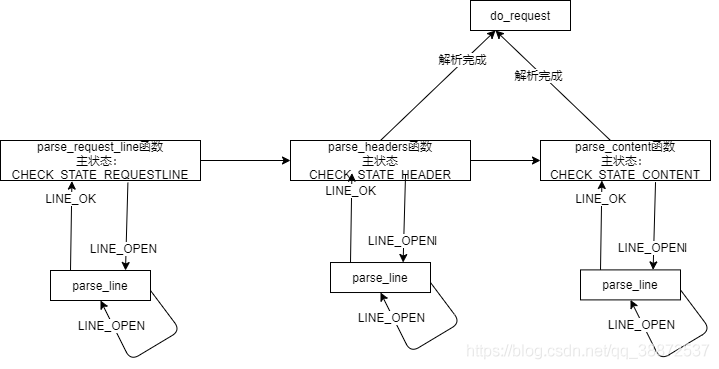 do_request
解析完成
解析完成
parse_request_line函数
主状态：
CHECK_STATE_REQUESTLINE
parse_headers函数
主状态
CHECK_STATE_HEADER
parse_content函数
主状态：
CHECK_STATE_CONTENT
LINE_OK
LINE_OPEN
LINE_OK
LINE_OPENI
LINE_OK
LINE_OPENI
parse_line
parse_line
parse_line
LINE_OPEN
LINE_OPEN
LINE_OPEN
https://blog.csdn.net/qq_38872537